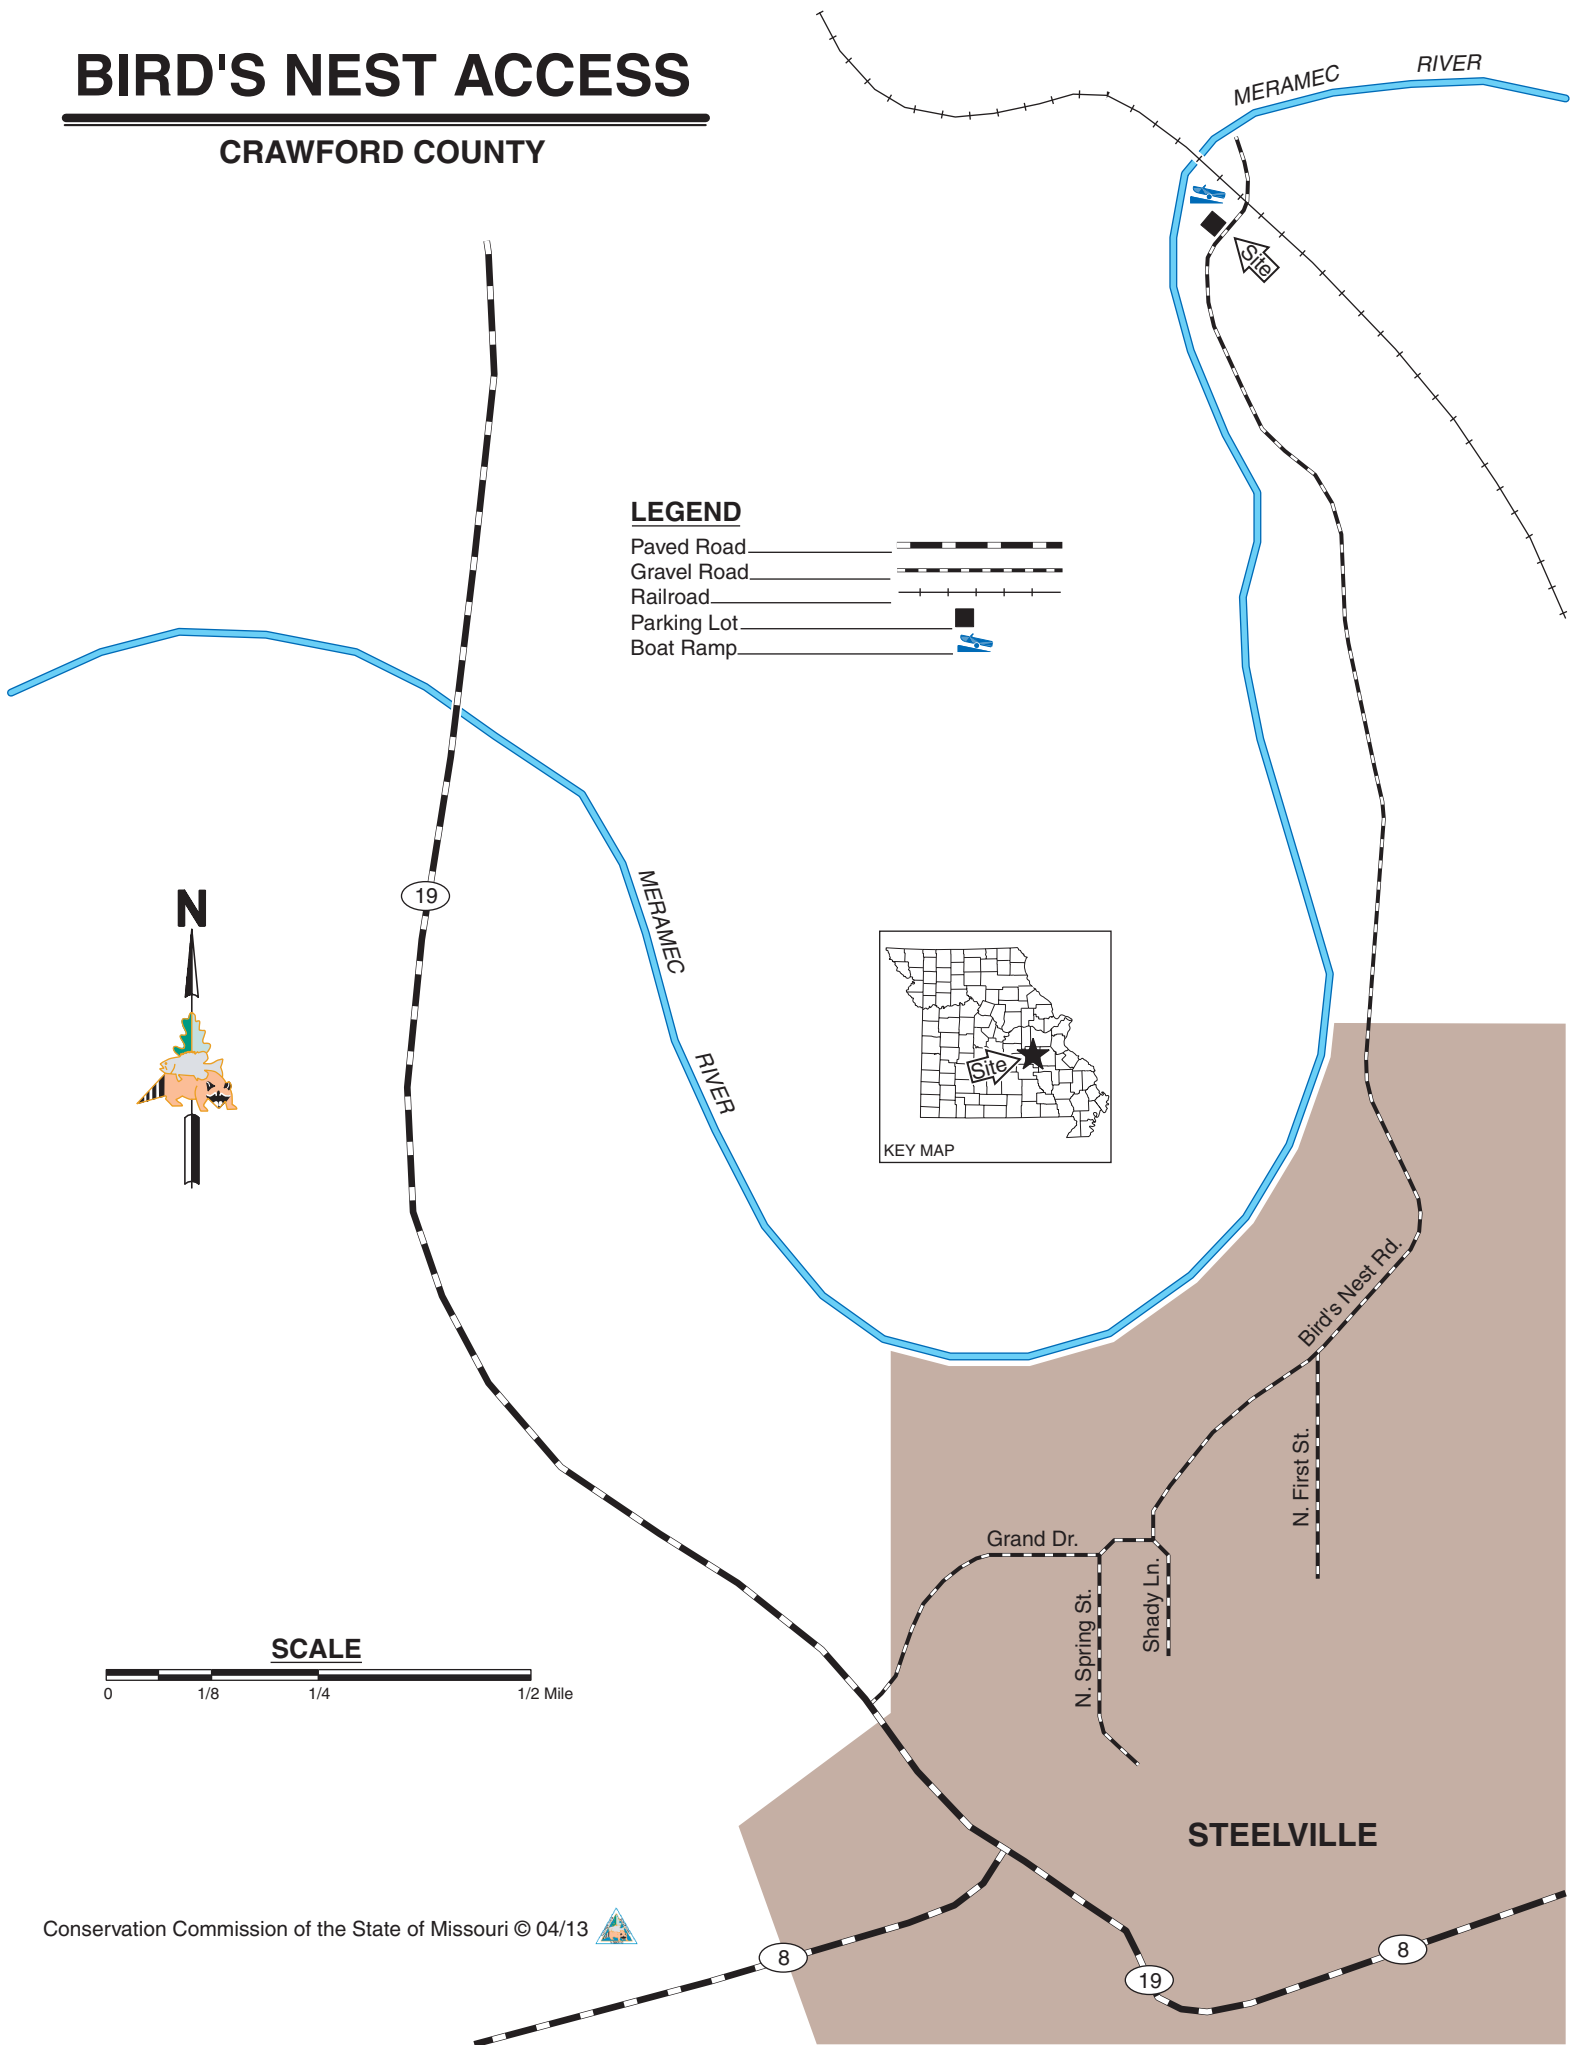 BIRD'S NEST ACCESS
CRAWFORD COUNTY
MERAMEC RIVER
Site
LEGEND
Paved Road
Gravel Road
Railroad
Parking Lot
Boat Ramp
19
N
MERAMEC
RIVER
Site
KEY MAP
Bird's Nest Rd.
N. First St.
Grand Dr.
Shady Ln.
N. Spring St.
SCALE
0 1/8 1/4 1/2 Mile
STEELVILLE
Conservation Commission of the State of Missouri © 04/13
8
19
8